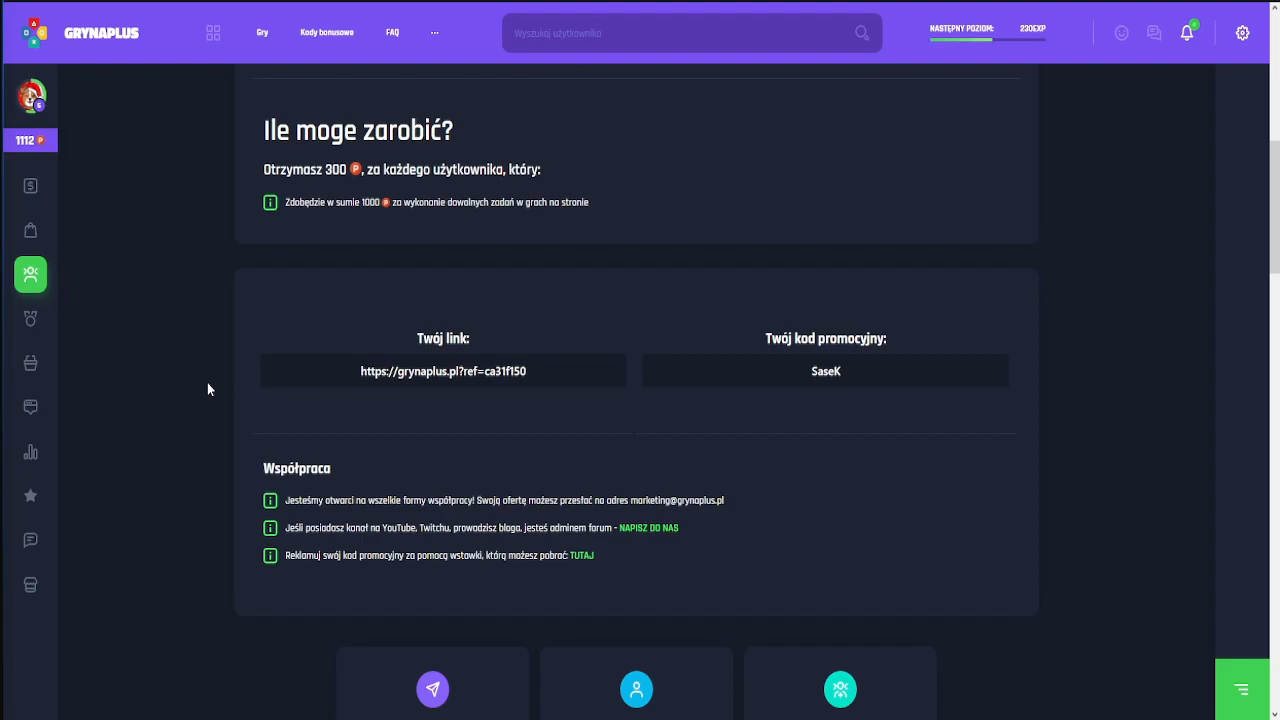 GRYNAPLUS
Gry
Kody bonusowe
FAQ
...
Wyszukaj użytkownika
NASTĘPNY POZIOM:
230EXP
0
5
1112 P
Ile moge zarobić?
Otrzymasz 300 P, za każdego użytkownika, który:
Zdobędzie w sumie 1000 P za wykonanie dowolnych zadań w grach na stronie
Twój link:
Twój kod promocyjny:
https://grynaplus.pl?ref=ca31f150
SaseK
Współpraca
Jesteśmy otwarci na wszelkie formy współpracy! Swoją ofertę możesz przesłać na adres marketing@grynaplus.pl
Jeśli posiadasz kanał na YouTube, Twitchu, prowadzisz bloga, jesteś adminem forum - NAPISZ DO NAS
Reklamuj swój kod promocyjny za pomocą wstawki, którą możesz pobrać: TUTAJ